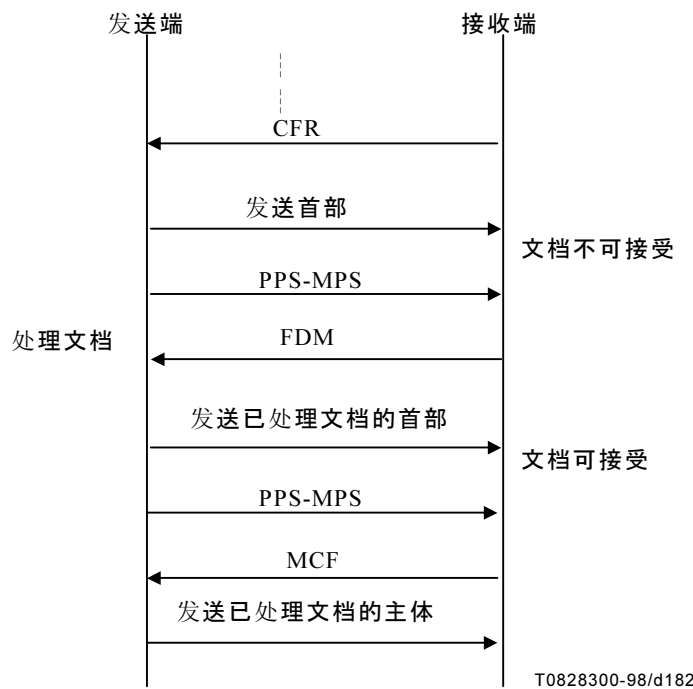 发送端
接收端
CFR
发送首部
文档不可接受
PPS-MPS
处理文档
FDM
发送已处理文档的首部
文档可接受
PPS-MPS
MCF
发送已处理文档的主体
T0828300-98/d182